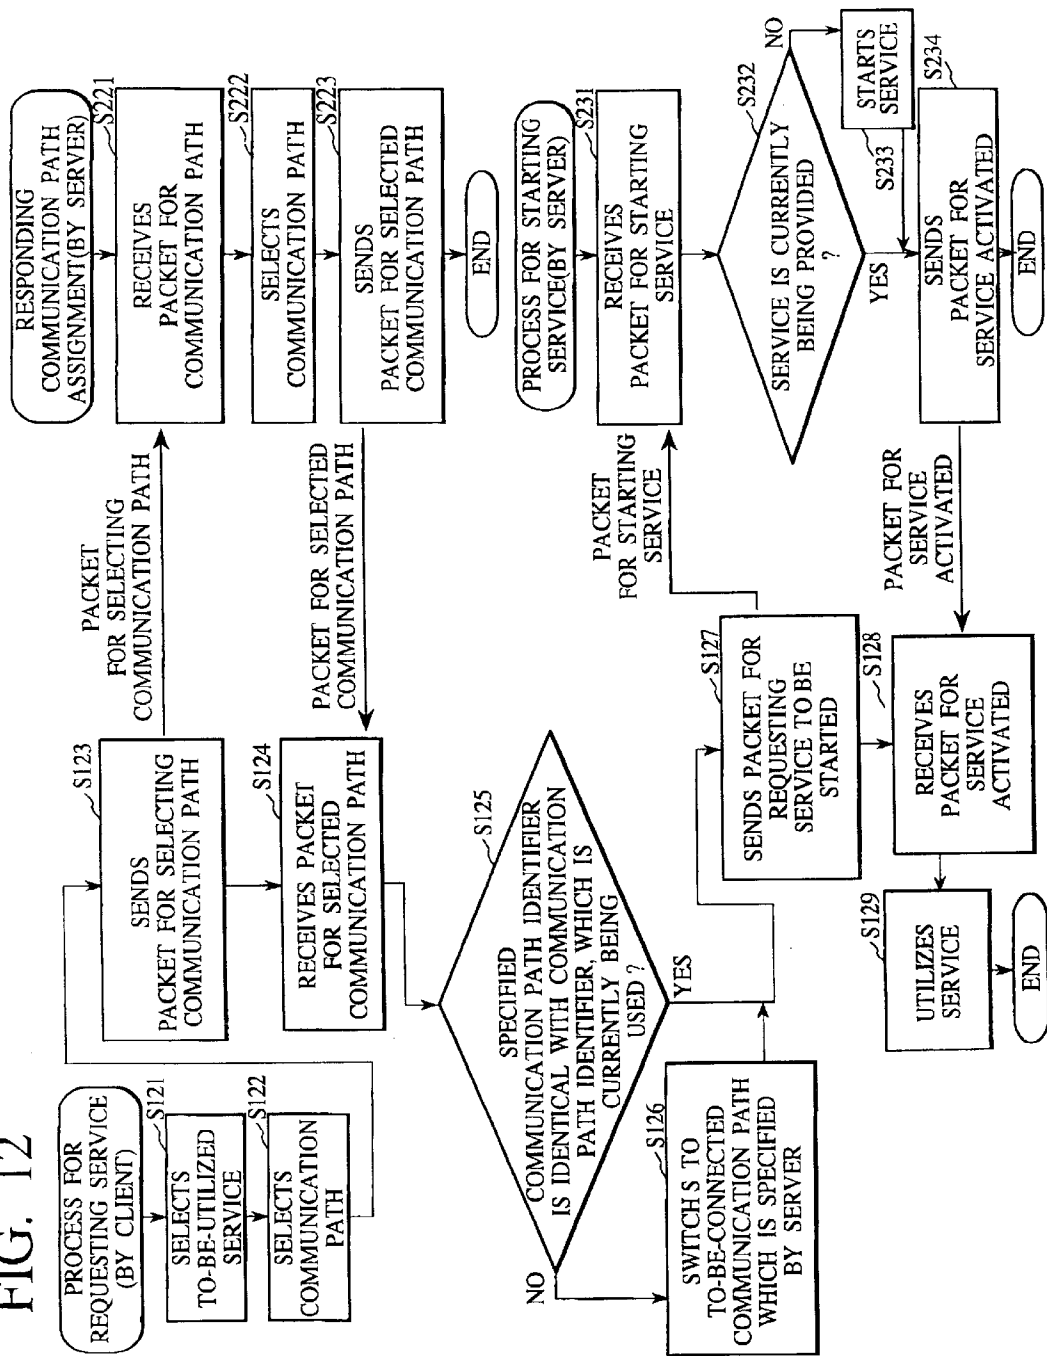 FIG. 12
PROCESS FOR
REQUESTING SERVICE
(BY CLIENT)
S121
SELECTS
TO-BE-UTILIZED
SERVICE
S122
SELECTS
COMMUNICATION
PATH
S123
SENDS
PACKET FOR SELECTING
COMMUNICATION PATH
S124
RECEIVES PACKET
FOR SELECTED
COMMUNICATION PATH
S125
SPECIFIED
COMMUNICATION PATH IDENTIFIER
IS IDENTICAL WITH COMMUNICATION
PATH IDENTIFIER, WHICH IS
CURRENTLY BEING
USED ?
NO
YES
S126
SWITCH S TO
TO-BE-CONNECTED
COMMUNICATION PATH
WHICH IS SPECIFIED
BY SERVER
S127
SENDS PACKET FOR
REQUESTING
SERVICE TO BE
STARTED
S128
RECEIVES
PACKET FOR
SERVICE
ACTIVATED
S129
UTILIZES
SERVICE
END
PACKET
FOR SELECTING
COMMUNICATION PATH
PACKET FOR SELECTED
COMMUNICATION PATH
PACKET
FOR STARTING
SERVICE
PACKET FOR
SERVICE
ACTIVATED
RESPONDING
COMMUNICATION PATH
ASSIGNMENT(BY SERVER)
S221
RECEIVES
PACKET FOR
COMMUNICATION PATH
S222
SELECTS
COMMUNICATION PATH
S223
SENDS
PACKET FOR SELECTED
COMMUNICATION PATH
END
PROCESS FOR STARTING
SERVICE(BY SERVER)
S231
RECEIVES
PACKET FOR STARTING
SERVICE
S232
SERVICE IS CURRENTLY
BEING PROVIDED
?
NO
YES
STARTS
SERVICE
S233
S234
SENDS
PACKET FOR
SERVICE ACTIVATED
END